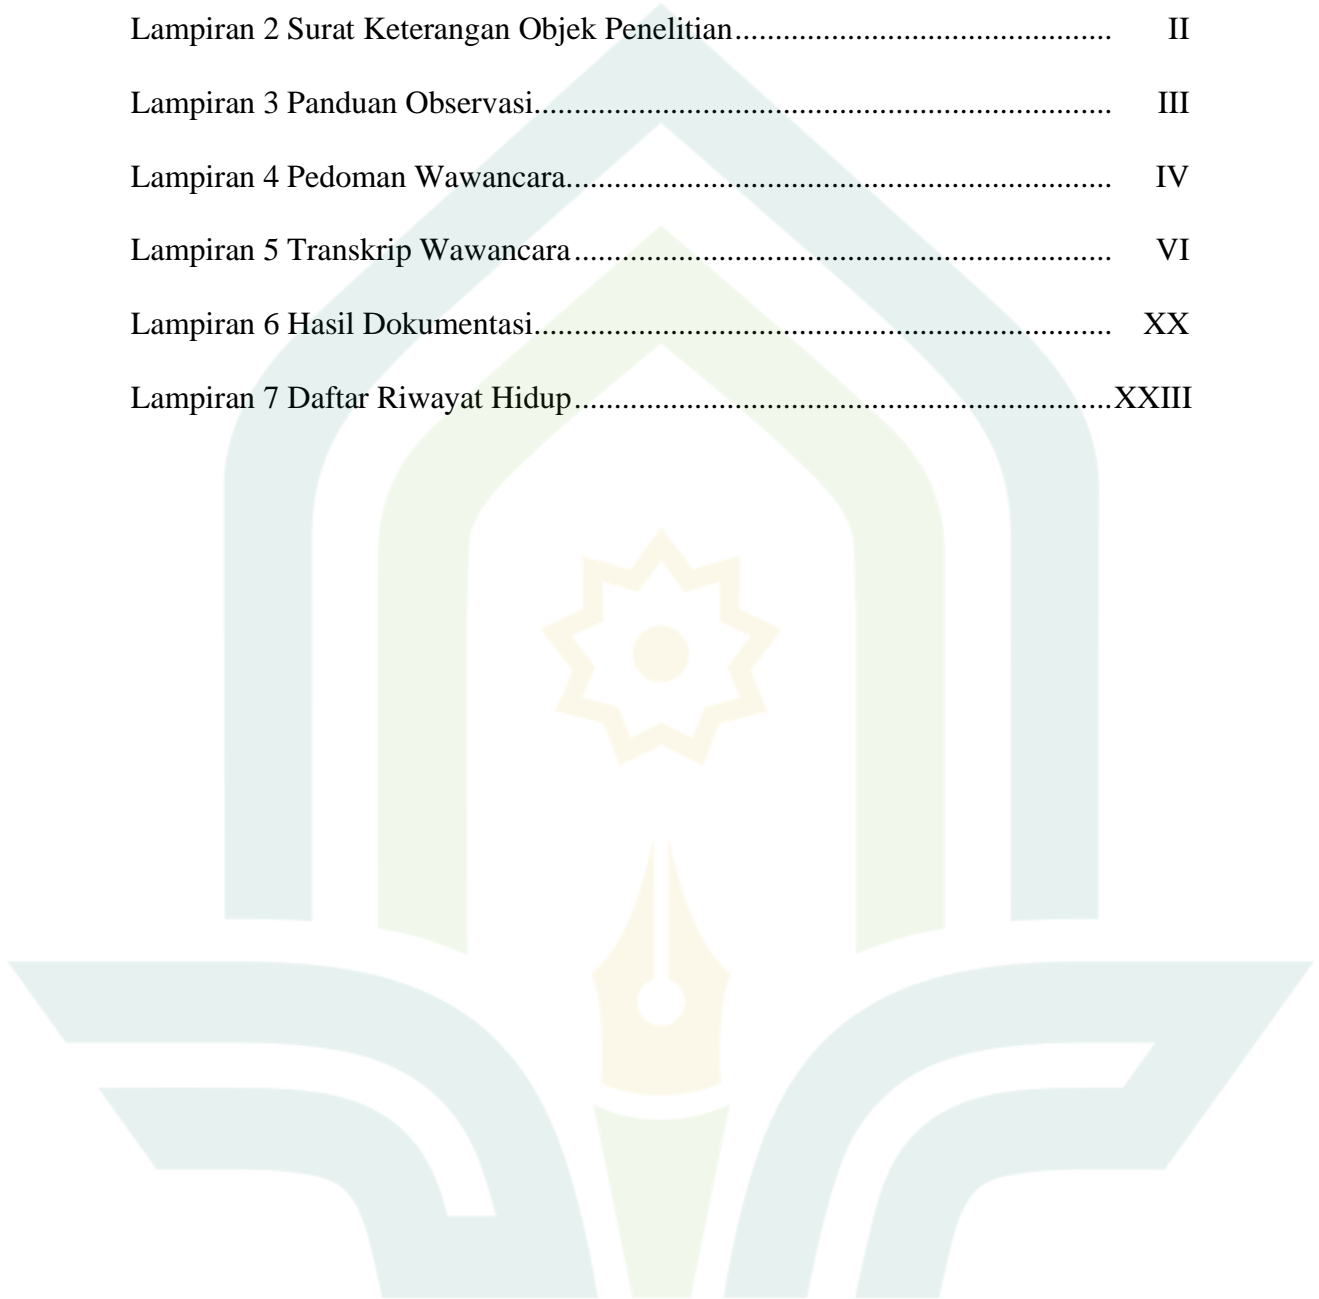 Lampiran 2 Surat Keterangan Objek Penelitian............................................... II
Lampiran 3 Panduan Observasi........................................................................ III
Lampiran 4 Pedoman Wawancara.................................................................... IV
Lampiran 5 Transkrip Wawancara................................................................... VI
Lampiran 6 Hasil Dokumentasi........................................................................ XX
Lampiran 7 Daftar Riwayat Hidup...................................................................XXIII